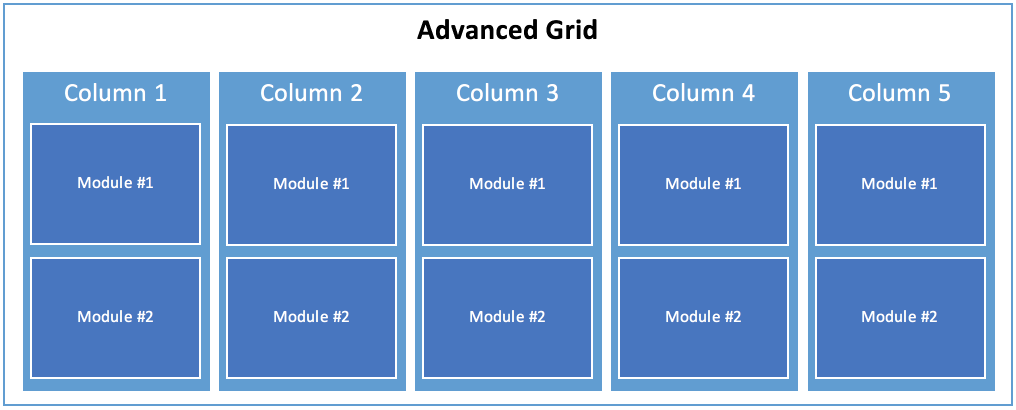 Advanced Grid
Column 1
Module #1
Module #2
Column 2
Module #1
Module #2
Column 3
Module #1
Module #2
Column 4
Module #1
Module #2
Column 5
Module #1
Module #2